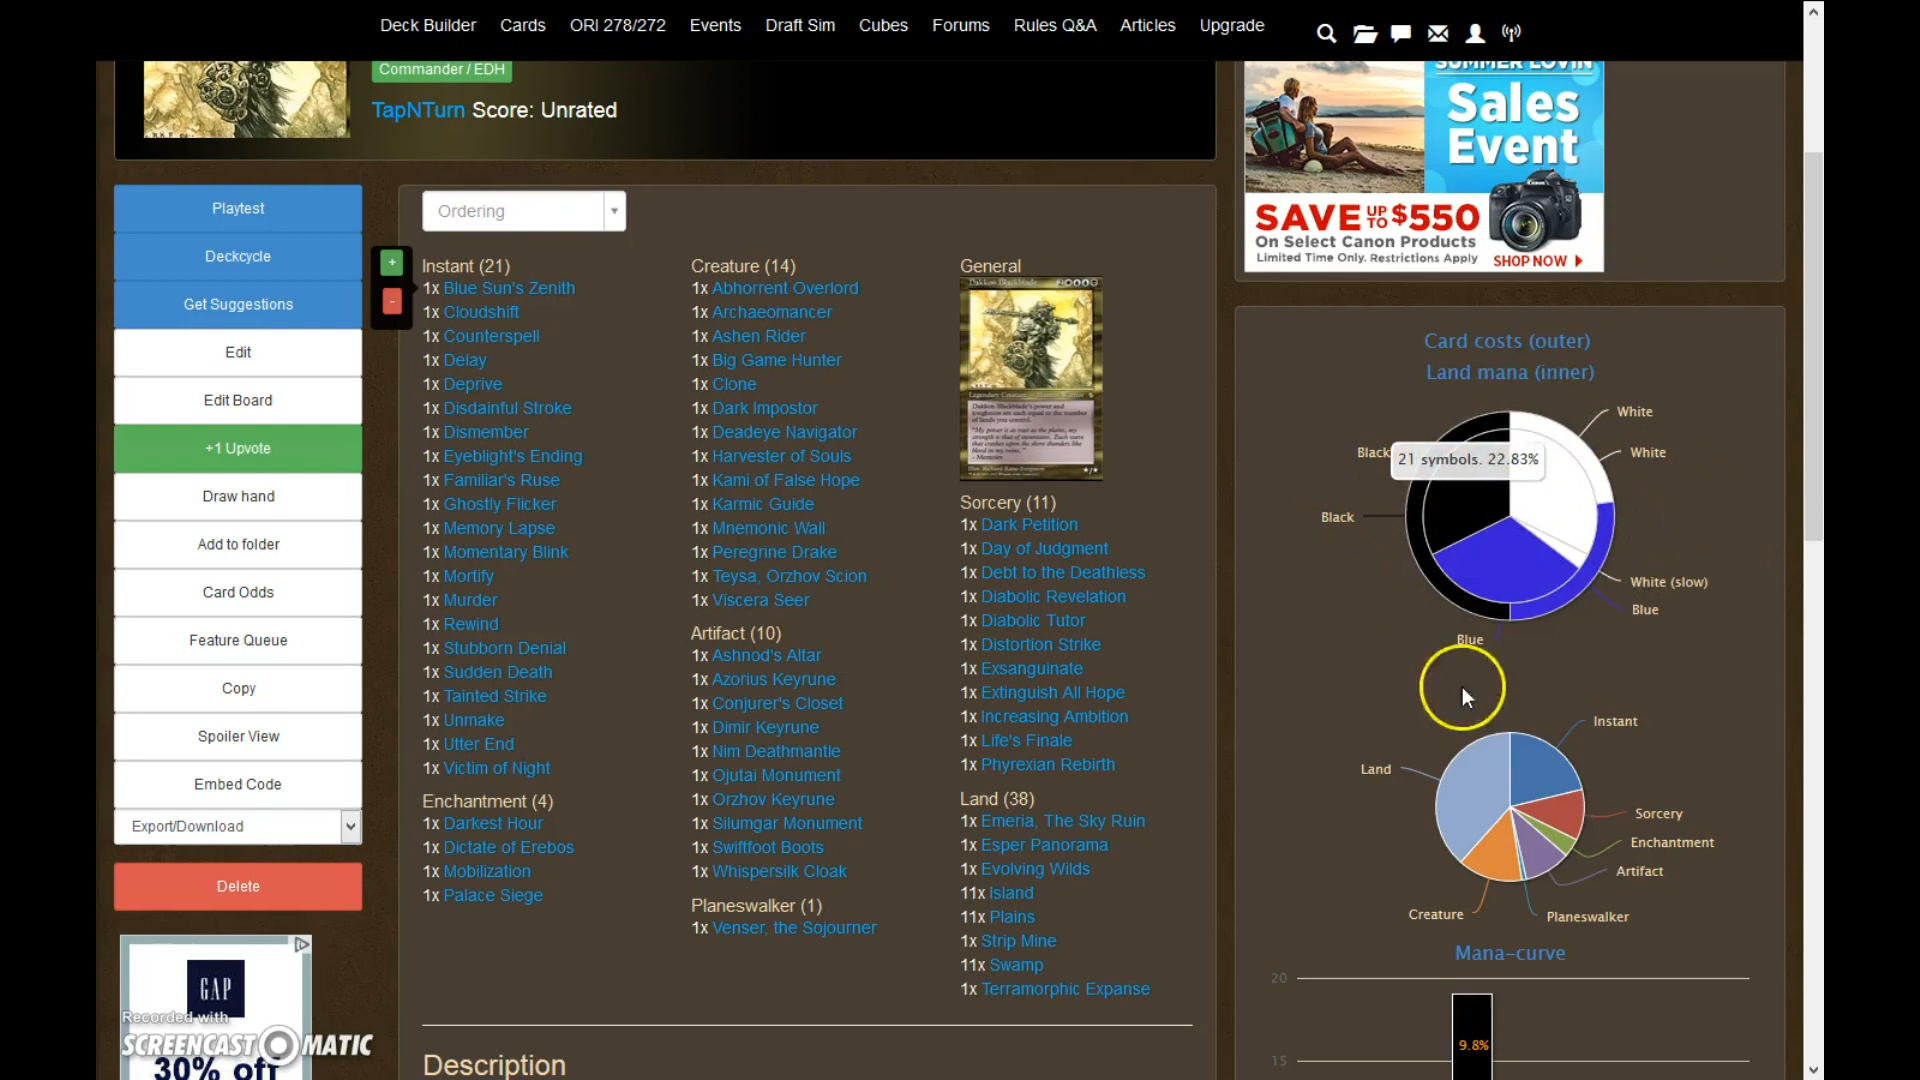 Deck Builder Cards ORI 278/272 Events Draft Sim Cubes Forums Rules Q&A Articles Upgrade
Commander / EDH
TapNTurn Score: Unrated
SUMMER LOVIN
Sales
Event
SAVE UP TO $550
On Select Canon Products
Limited Time Only. Restrictions Apply
SHOP NOW
Playtest
Deckcycle
Get Suggestions
Edit
Edit Board
+1 Upvote
Draw hand
Add to folder
Card Odds
Feature Queue
Copy
Spoiler View
Embed Code
Export/Download
Delete
GAP
30% off
Recorded with
SCREENCAST MATIC
Ordering
+
-
Instant (21)
1x Blue Sun's Zenith
1x Cloudshift
1x Counterspell
1x Delay
1x Deprive
1x Disdainful Stroke
1x Dismember
1x Eyeblight's Ending
1x Familiar's Ruse
1x Ghostly Flicker
1x Memory Lapse
1x Momentary Blink
1x Mortify
1x Murder
1x Rewind
1x Stubborn Denial
1x Sudden Death
1x Tainted Strike
1x Unmake
1x Utter End
1x Victim of Night
Enchantment (4)
1x Darkest Hour
1x Dictate of Erebos
1x Mobilization
1x Palace Siege
Creature (14)
1x Abhorrent Overlord
1x Archaeomancer
1x Ashen Rider
1x Big Game Hunter
1x Clone
1x Dark Impostor
1x Deadeye Navigator
1x Harvester of Souls
1x Kami of False Hope
1x Karmic Guide
1x Mnemonic Wall
1x Peregrine Drake
1x Teysa, Orzhov Scion
1x Viscera Seer
Artifact (10)
1x Ashnod's Altar
1x Azorius Keyrune
1x Conjurer's Closet
1x Dimir Keyrune
1x Nim Deathmantle
1x Ojutai Monument
1x Orzhov Keyrune
1x Silumgar Monument
1x Swiftfoot Boots
1x Whispersilk Cloak
Planeswalker (1)
1x Venser, the Sojourner
General
Dakkon Blackblade
Sorcery (11)
1x Dark Petition
1x Day of Judgment
1x Debt to the Deathless
1x Diabolic Revelation
1x Diabolic Tutor
1x Distortion Strike
1x Exsanguinate
1x Extinguish All Hope
1x Increasing Ambition
1x Life's Finale
1x Phyrexian Rebirth
Land (38)
1x Emeria, The Sky Ruin
1x Esper Panorama
1x Evolving Wilds
11x Island
11x Plains
1x Strip Mine
11x Swamp
1x Terramorphic Expanse
Description
Card costs (outer)
Land mana (inner)
White
White
Black
21 symbols. 22.83%
Black
White (slow)
Blue
Blue
Instant
Land
Sorcery
Enchantment
Artifact
Creature
Planeswalker
Mana-curve
20
9.8%
15